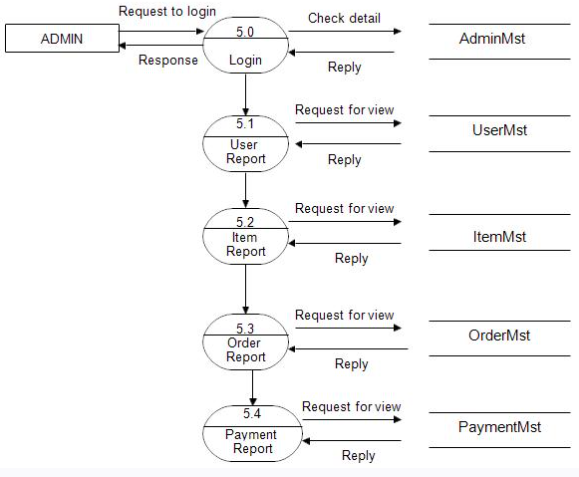 Request to login
Check detail
ADMIN
5.0
AdminMst
Response
Login
Reply
Request for view
5.1
UserMst
User
Report
Reply
Request for view
5.2
ItemMst
Item
Report
Reply
Request for view
5.3
OrderMst
Order
Report
Reply
Request for view
5.4
PaymentMst
Payment
Report
Reply